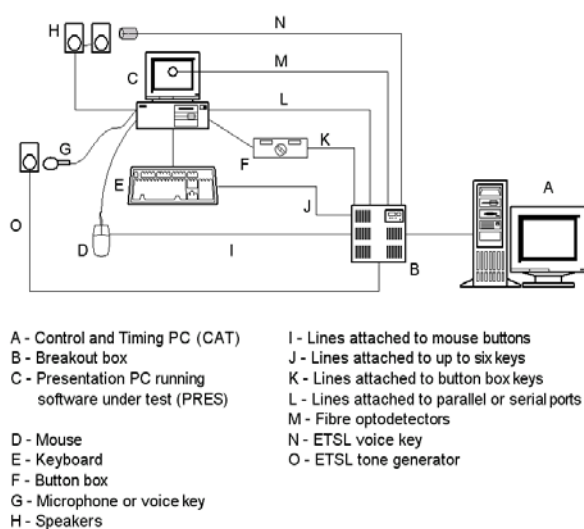 H
N
M
C
L
G
F
K
E
A
J
O
D
I
B
A - Control and Timing PC (CAT)
B - Breakout box
C - Presentation PC running
software under test (PRES)
D - Mouse
E - Keyboard
F - Button box
G - Microphone or voice key
H - Speakers
I - Lines attached to mouse buttons
J - Lines attached to up to six keys
K - Lines attached to button box keys
L - Lines attached to parallel or serial ports
M - Fibre optodetectors
N - ETSL voice key
O - ETSL tone generator